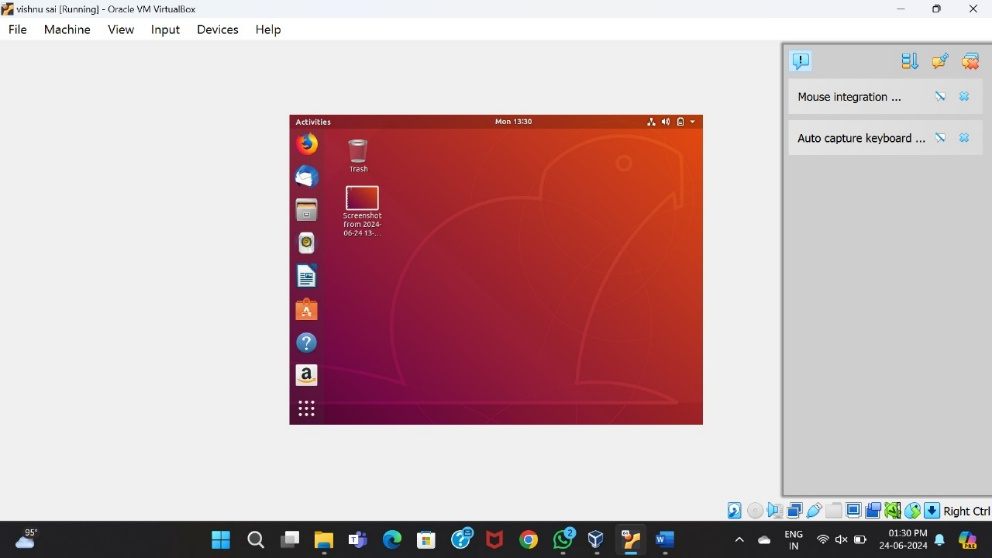 vishnu sai [Running] - Oracle VM VirtualBox
File Machine View Input Devices Help
Mouse integration ...
Auto capture keyboard ...
Activities
Mon 13:30
Trash
Screenshot
from 2024-
06-24 13-...
a
Right Ctrl
95°
2
ENG
IN
01:30 PM
24-06-2024